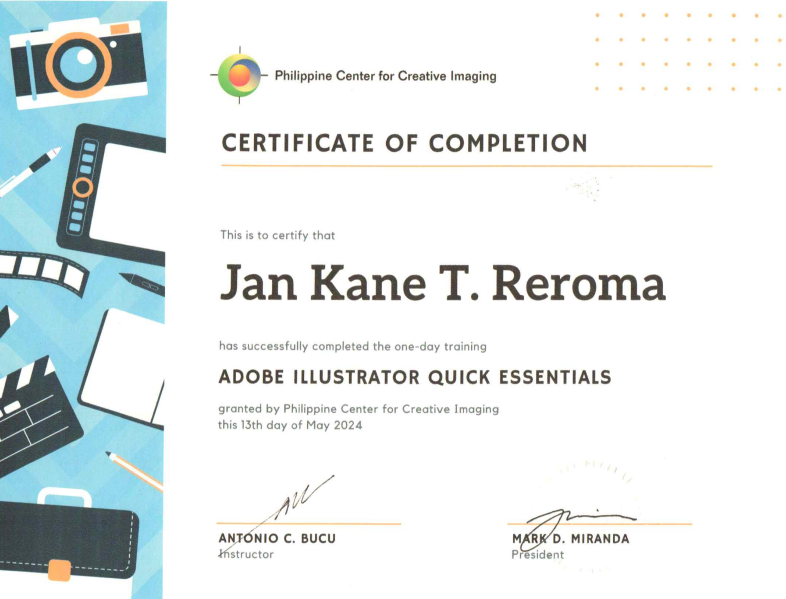 Philippine Center for Creative Imaging
CERTIFICATE OF COMPLETION
This is to certify that
Jan Kane T. Reroma
has successfully completed the one-day training
ADOBE ILLUSTRATOR QUICK ESSENTIALS
granted by Philippine Center for Creative Imaging
this 13th day of May 2024
ANTONIO C. BUCU
Instructor
MARK D. MIRANDA
President